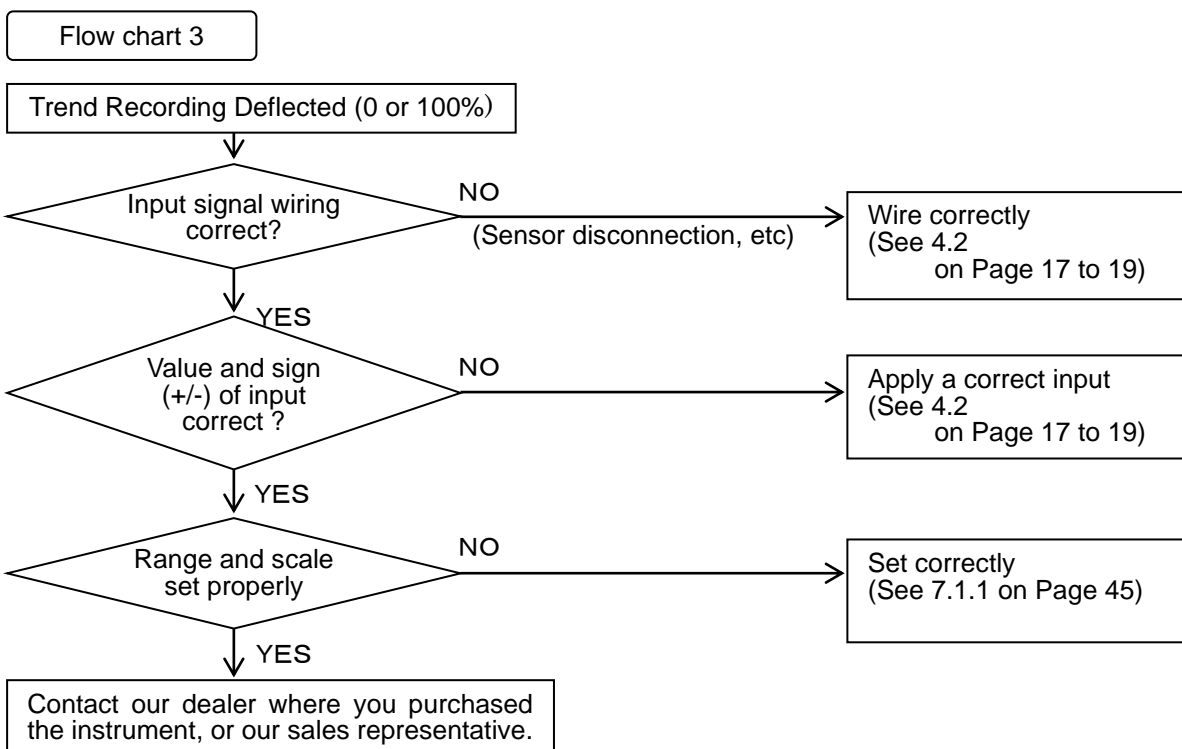 Flow chart 3
Trend Recording Deflected (0 or 100%)
Input signal wiring
correct?
NO
(Sensor disconnection, etc)
Wire correctly
(See 4.2
on Page 17 to 19)
YES
Value and sign
(+/-) of input
correct ?
NO
Apply a correct input
(See 4.2
on Page 17 to 19)
YES
Range and scale
set properly
NO
Set correctly
(See 7.1.1 on Page 45)
YES
Contact our dealer where you purchased
the instrument, or our sales representative.